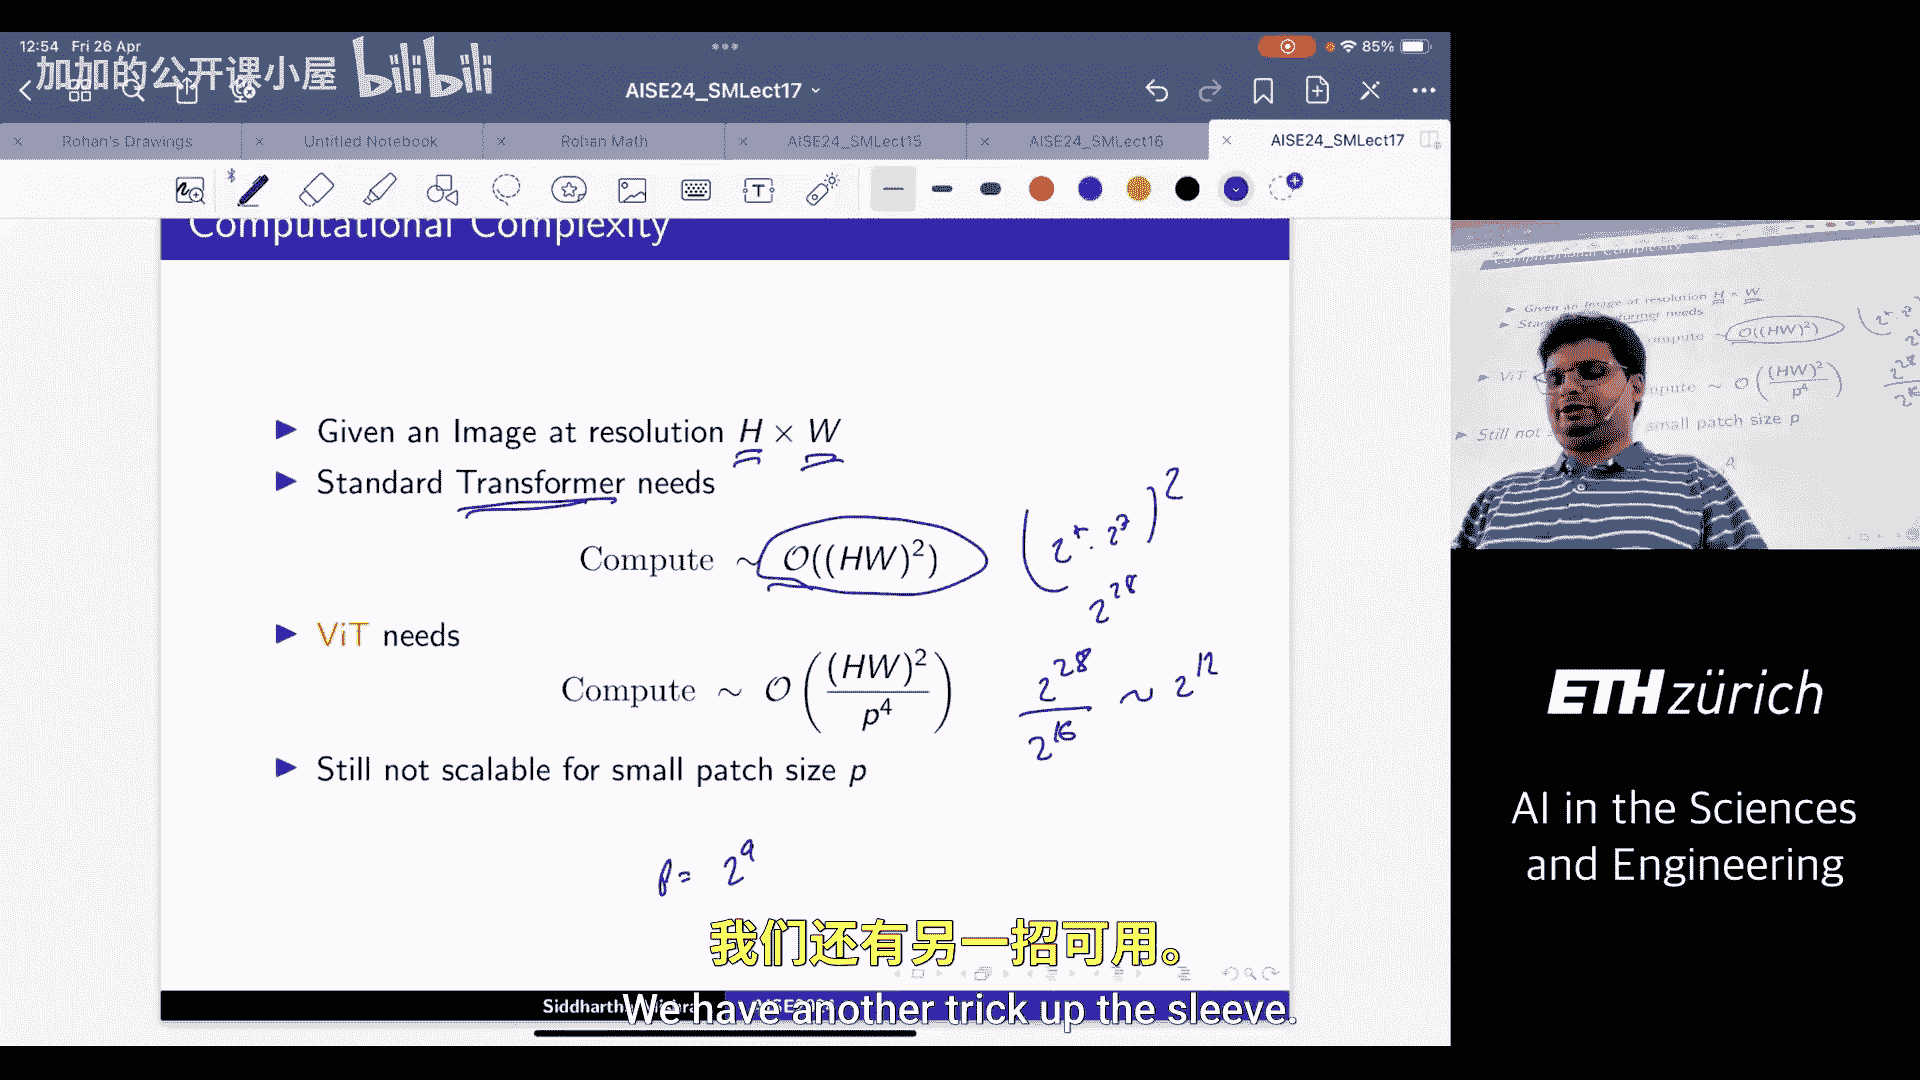 12:54 Fri 26 Apr
85%
加加的公开课小屋 bilibili
AISE24_SMLect17
Rohan's Drawings
Untitled Notebook
Rohan Math
AISE24_SMLect15
AISE24_SMLect16
AISE24_SMLect17
Computational Complexity
Given an Image at resolution H × W
Standard Transformer needs
Compute ~ O((HW)²)
(2⁷ · 2⁷)²
2²⁸
ViT needs
Compute ~ O((HW)²/p⁴)
2²⁸/2¹⁶ ~ 2¹²
Still not scalable for small patch size p
p = 2⁴
我们还有另一招可用。
We have another trick up the sleeve.
ETH zürich
AI in the Sciences
and Engineering